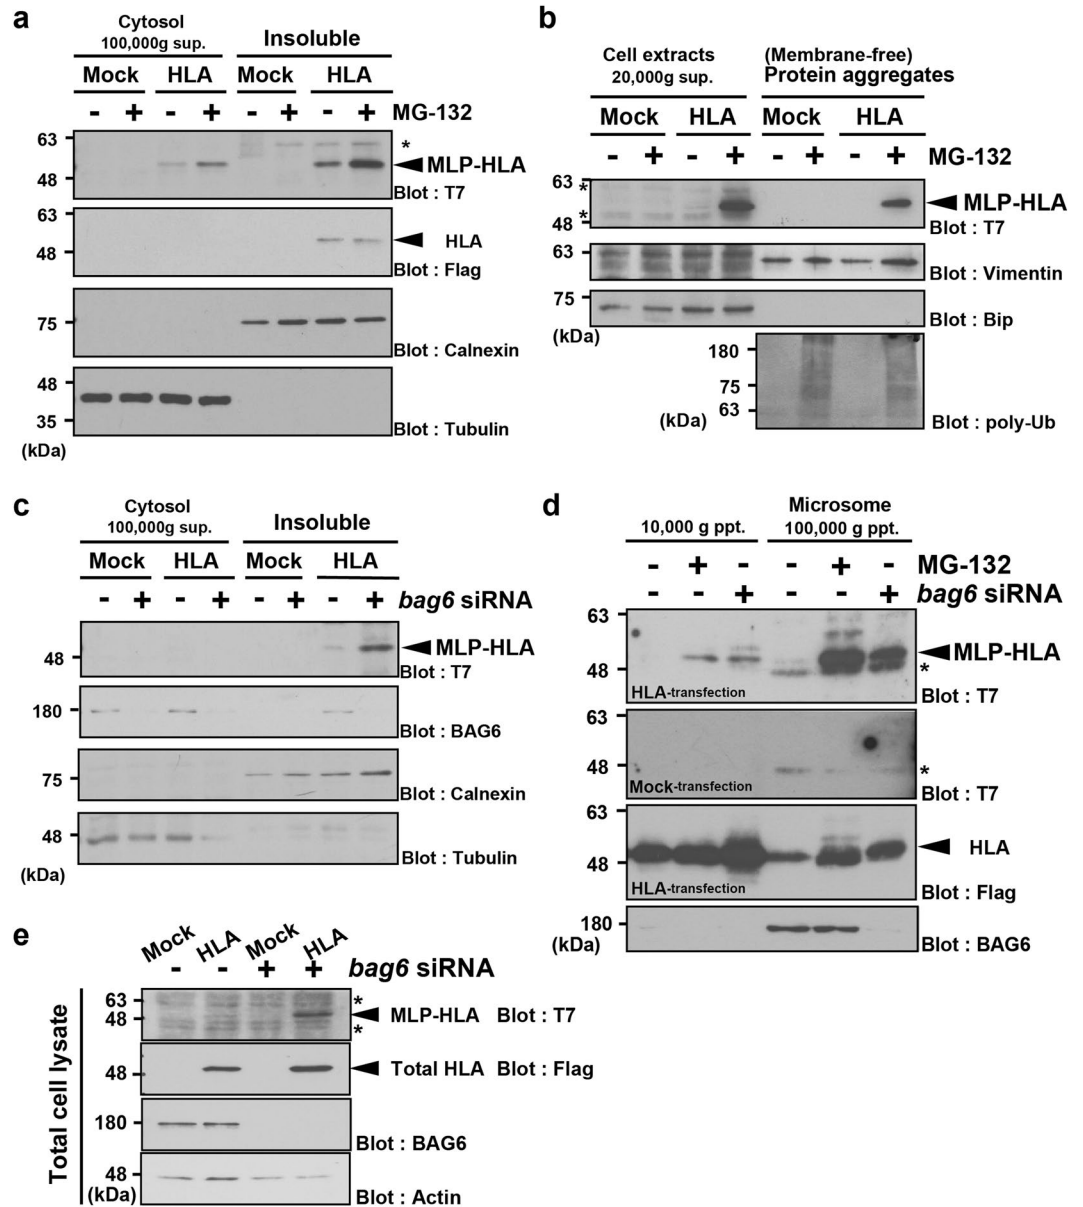 a
Cytosol
100,000g sup.
Insoluble
Mock HLA Mock HLA
- + - + - + - + MG-132
63
48
*
MLP-HLA
Blot : T7
63
48
HLA
Blot : Flag
75
Blot : Calnexin
48
35
Blot : Tubulin
(kDa)
b
Cell extracts
20,000g sup.
(Membrane-free)
Protein aggregates
Mock HLA Mock HLA
- + - + - + - + MG-132
63
*
*
48
MLP-HLA
Blot : T7
63
Blot : Vimentin
75
Blot : Bip
(kDa)
180
75
63
(kDa)
Blot : poly-Ub
c
Cytosol
100,000g sup.
Insoluble
Mock HLA Mock HLA
- + - + - + - + bag6 siRNA
48
MLP-HLA
Blot : T7
180
Blot : BAG6
75
Blot : Calnexin
48
Blot : Tubulin
(kDa)
d
10,000 g ppt.
Microsome
100,000 g ppt.
- + - - + - MG-132
- - + - - + bag6 siRNA
63
48
MLP-HLA
*
HLA-transfection
Blot : T7
63
48
*
Mock-transfection
Blot : T7
63
48
HLA
HLA-transfection
Blot : Flag
180
(kDa)
Blot : BAG6
e
Mock HLA Mock HLA
- - + + bag6 siRNA
Total cell lysate
63
48
*
MLP-HLA Blot : T7
*
48
Total HLA Blot : Flag
180
Blot : BAG6
48
(kDa)
Blot : Actin